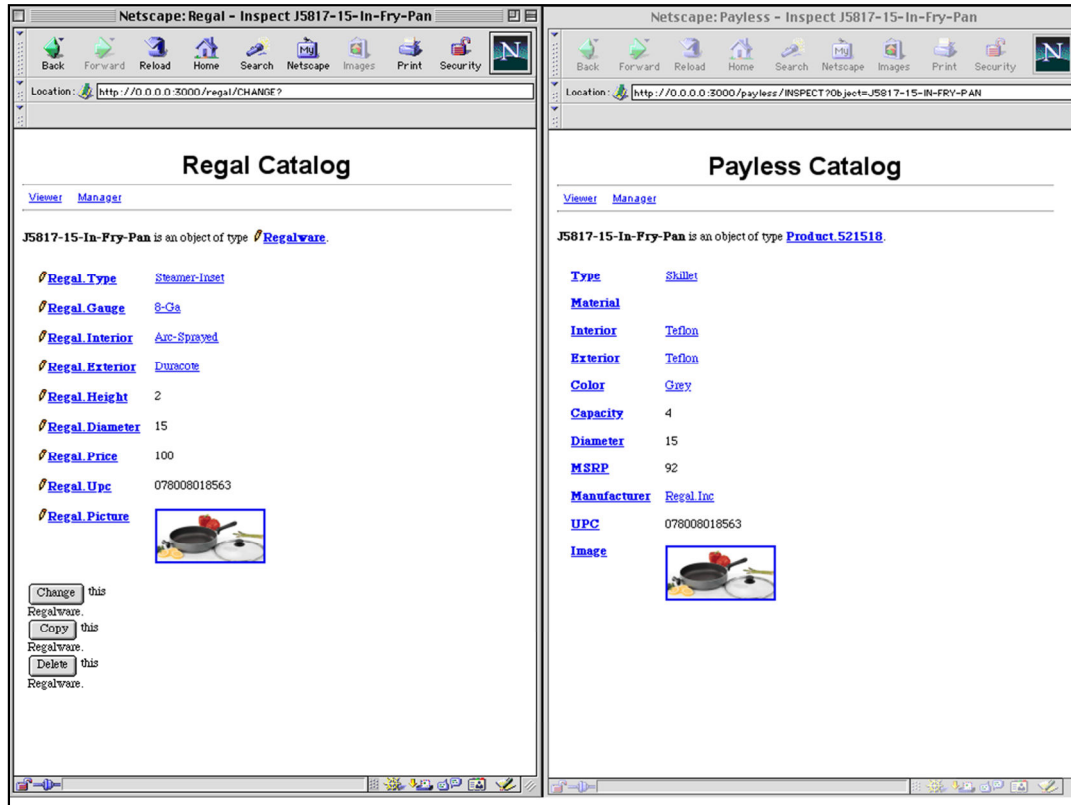 Netscape: Regal - Inspect J5817-15-In-Fry-Pan
Back Forward Reload Home Search Netscape Images Print Security
My
N
Location: http://0.0.0.0:3000/regal/CHANGE?
Regal Catalog
Viewer Manager
J5817-15-In-Fry-Pan is an object of type Regalware.
Regal.Type Steamer-Inset
Regal.Gauge 8-Ga
Regal.Interior Arc-Sprayed
Regal.Exterior Duracote
Regal.Height 2
Regal.Diameter 15
Regal.Price 100
Regal.Upc 078008018563
Regal.Picture
Change this
Regalware.
Copy this
Regalware.
Delete this
Regalware.
Netscape: Payless - Inspect J5817-15-In-Fry-Pan
Back Forward Reload Home Search Netscape Images Print Security
My
N
Location: http://0.0.0.0:3000/payless/INSPECT?Object=J5817-15-IN-FRY-PAN
Payless Catalog
Viewer Manager
J5817-15-In-Fry-Pan is an object of type Product.521518.
Type Skillet
Material
Interior Teflon
Exterior Teflon
Color Grey
Capacity 4
Diameter 15
MSRP 92
Manufacturer Regal.Inc
UPC 078008018563
Image